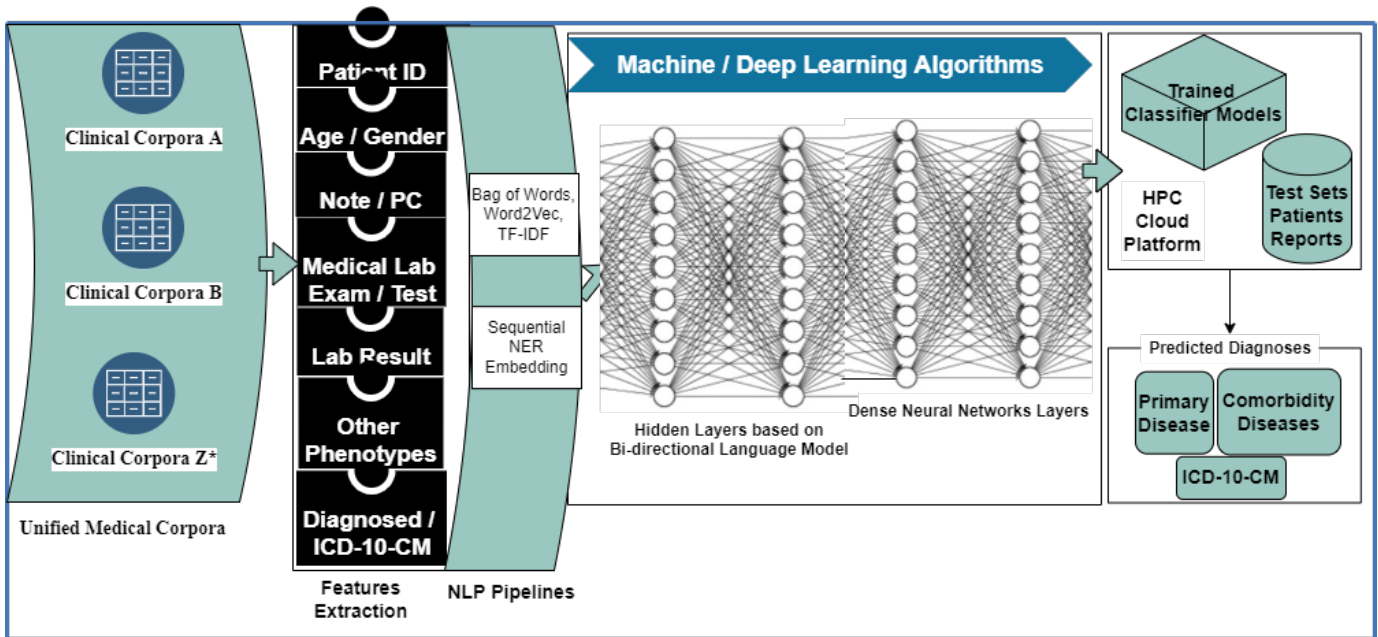 Clinical Corpora A
Clinical Corpora B
Clinical Corpora Z*
Unified Medical Corpora
Patient ID
Age / Gender
Note / PC
Medical Lab
Exam / Test
Lab Result
Other
Phenotypes
Diagnosed /
ICD-10-CM
Features
Extraction
Bag of Words,
Word2Vec,
TF-IDF
Sequential
NER
Embedding
NLP Pipelines
Machine / Deep Learning Algorithms
Hidden Layers based on
Bi-directional Language Model
Dense Neural Networks Layers
Trained
Classifier Models
HPC
Cloud
Platform
Test Sets
Patients
Reports
Predicted Diagnoses
Primary
Disease
Comorbidity
Diseases
ICD-10-CM